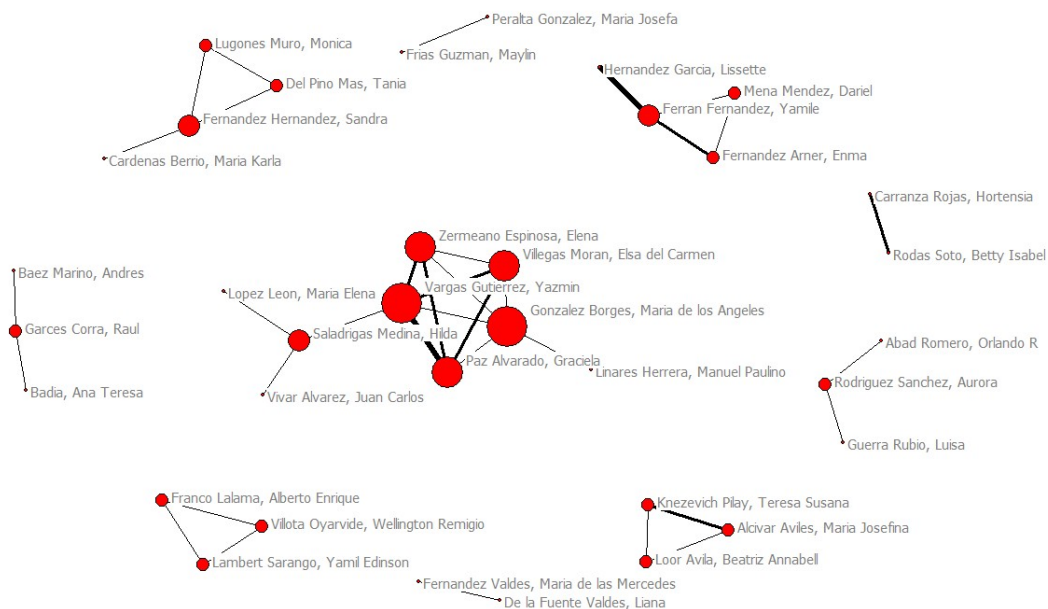 Peralta Gonzalez, Maria Josefa
Lugones Muro, Monica
Frias Guzman, Maylin
Hernandez Garcia, Lissette
Del Pino Mas, Tania
Mena Mendez, Dariel
Ferran Fernandez, Yamile
Fernandez Hernandez, Sandra
Fernandez Arner, Enma
Cardenas Berrio, Maria Karla
Carranza Rojas, Hortensia
Zermeano Espinosa, Elena
Villegas Moran, Elsa del Carmen
Rodas Soto, Betty Isabel
Baez Marino, Andres
Vargas Gutierrez, Yazmin
Lopez Leon, Maria Elena
Gonzalez Borges, Maria de los Angeles
Garces Corra, Raul
Saladrigas Medina, Hilda
Abad Romero, Orlando R
Paz Alvarado, Graciela
Linares Herrera, Manuel Paulino
Rodriguez Sanchez, Aurora
Badia, Ana Teresa
Vivar Alvarez, Juan Carlos
Guerra Rubio, Luisa
Franco Lalama, Alberto Enrique
Knezevich Pilay, Teresa Susana
Villota Oyarvide, Wellington Remigio
Alcivar Aviles, Maria Josefina
Lambert Sarango, Yamil Edinson
Loor Avila, Beatriz Annabell
Fernandez Valdes, Maria de las Mercedes
De la Fuente Valdes, Liana